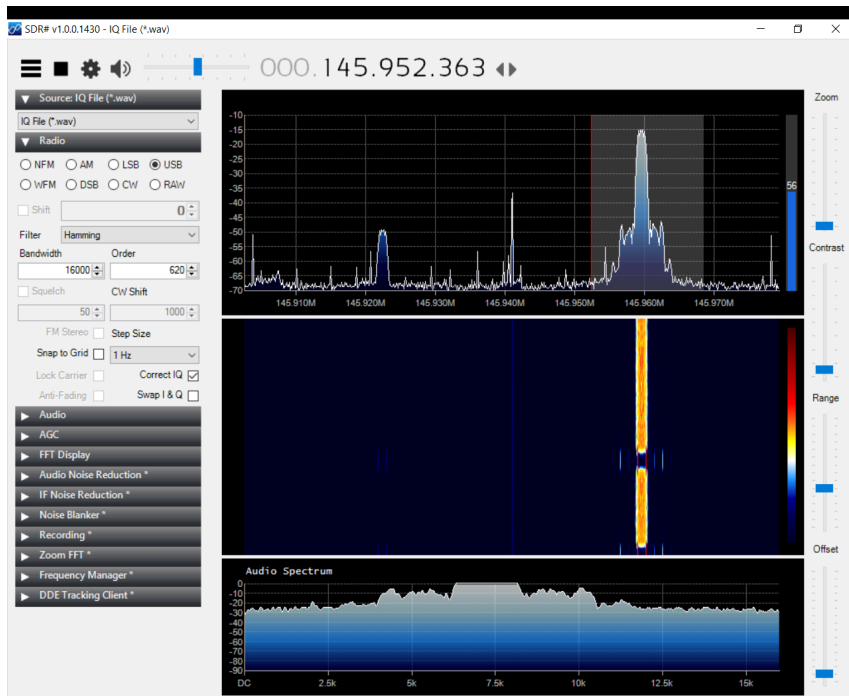 SDR# v1.0.0.1430 - IQ File (*.wav)
000.145.952.363
Source: IQ File (*.wav)
IQ File (*.wav)
Radio
NFM AM LSB USB
WFM DSB CW RAW
Shift 0
Filter Hamming
Bandwidth Order
16000 620
Squelch CW Shift
50 1000
FM Stereo Step Size
Snap to Grid 1 Hz
Lock Carrier Correct IQ
Anti-Fading Swap I & Q
Audio
AGC
FFT Display
Audio Noise Reduction *
IF Noise Reduction *
Noise Blanker *
Recording *
Zoom FFT *
Frequency Manager *
DDE Tracking Client *
-10
-15
-20
-25
-30
-35
-40
-45
-50
-55
-60
-65
-70
145.910M 145.920M 145.930M 145.940M 145.950M 145.960M 145.970M
56
Audio Spectrum
0
-10
-20
-30
-40
-50
-60
-70
-80
-90
DC 2.5k 5k 7.5k 10k 12.5k 15k
Zoom
Contrast
Range
Offset